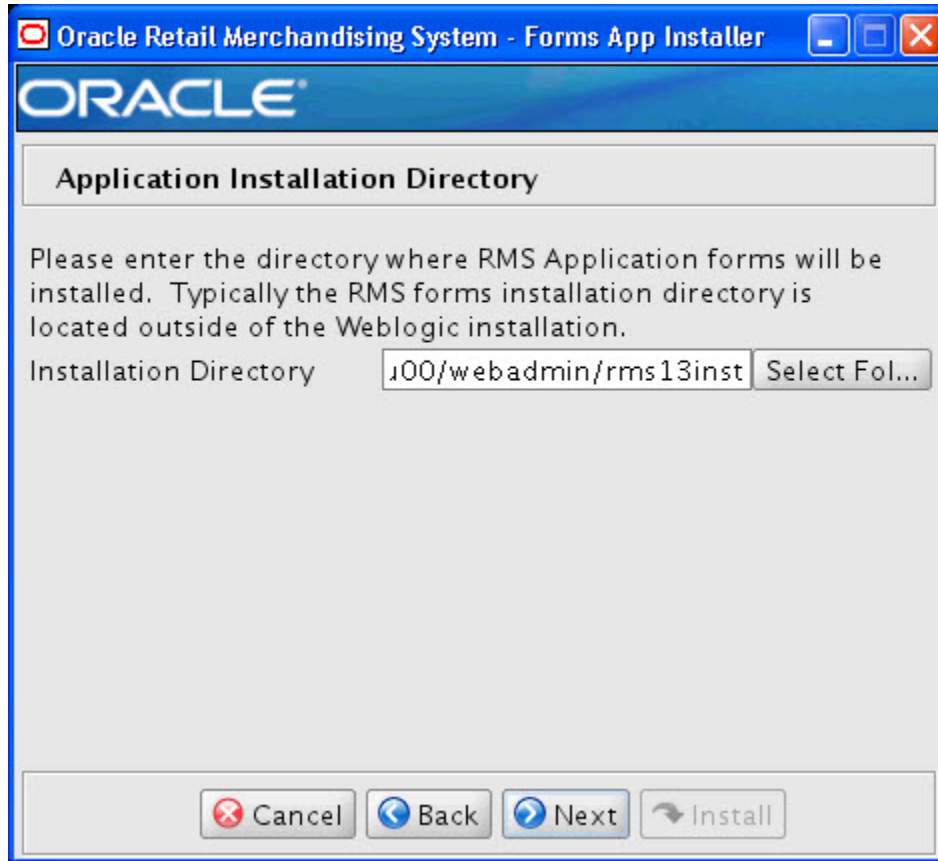 Oracle Retail Merchandising System - Forms App Installer
ORACLE®
Application Installation Directory
Please enter the directory where RMS Application forms will be
installed. Typically the RMS forms installation directory is
located outside of the Weblogic installation.
Installation Directory
00/webadmin/rms13inst
Select Fol...
Cancel
Back
Next
Install